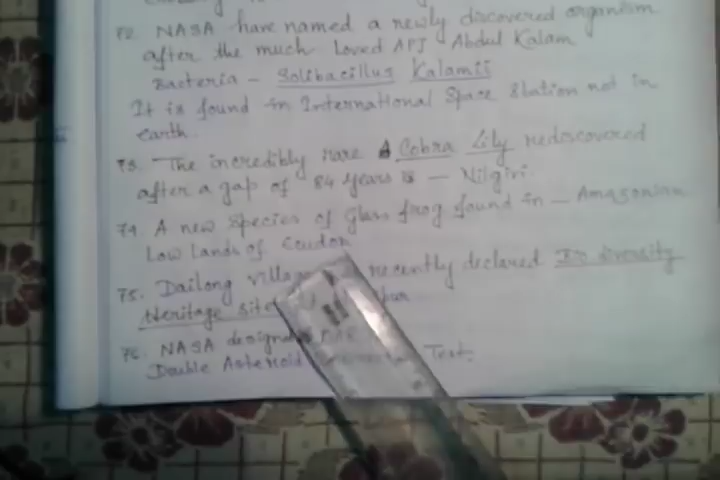 72. NASA have named a newly discovered organism
after the much Loved APJ Abdul Kalam
Bacteria - Solibacillus Kalamii
It is found in International Space Station not in
earth.
73. The incredibly rare Cobra Lily rediscovered
after a gap of 84 years - Nilgiri.
74. A new species of glass frog found in - Amazonian
Low lands of
75. Dailong recently declared Bio diversity
Heritage site
76. NASA
Double Asteroid Test.